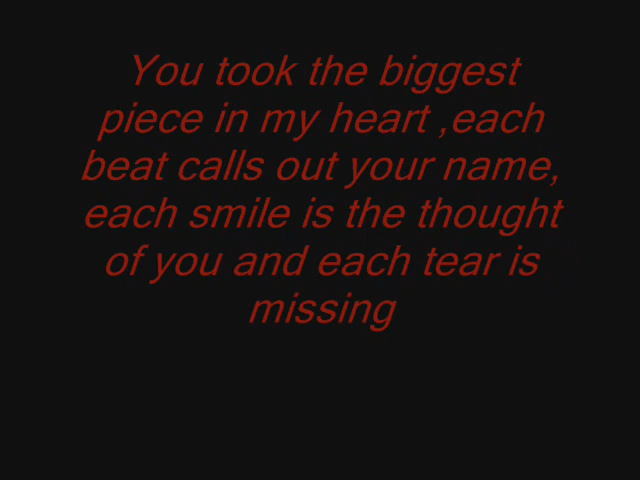 You took the biggest
piece in my heart ,each
beat calls out your name,
each smile is the thought
of you and each tear is
missing